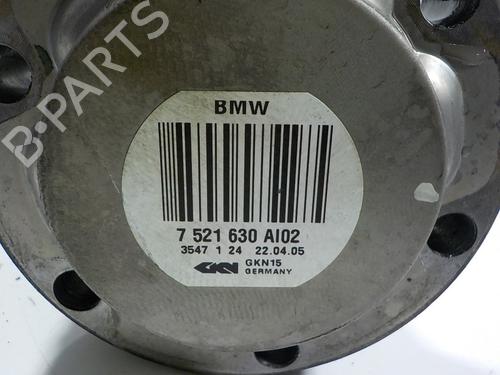 BMW
B-PARTS
7 521 630 AI02
3547 1 24 22.04.05
GKN GKN15
GERMANY